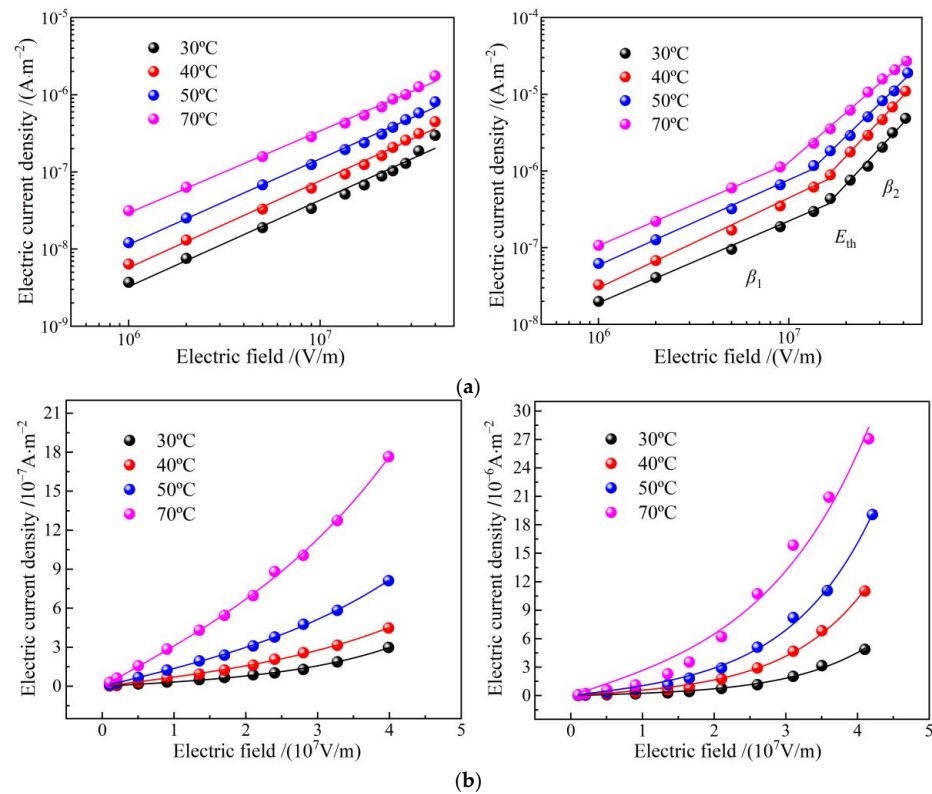 10⁻⁵
10⁻⁶
10⁻⁷
10⁻⁸
10⁻⁹
Electric current density /(A·m⁻²)
30ºC
40ºC
50ºC
70ºC
10⁶
10⁷
Electric field /(V/m)
10⁻⁴
10⁻⁵
10⁻⁶
10⁻⁷
10⁻⁸
Electric current density /(A·m⁻²)
30ºC
40ºC
50ºC
70ºC
β₂
E_th
β₁
10⁶
10⁷
Electric field /(V/m)
(a)
21
18
15
12
9
6
3
0
Electric current density /10⁻⁷A·m⁻²
30ºC
40ºC
50ºC
70ºC
0 1 2 3 4 5
Electric field /(10⁷V/m)
30
27
24
21
18
15
12
9
6
3
0
Electric current density /10⁻⁶A·m⁻²
30ºC
40ºC
50ºC
70ºC
0 1 2 3 4 5
Electric field /(10⁷V/m)
(b)